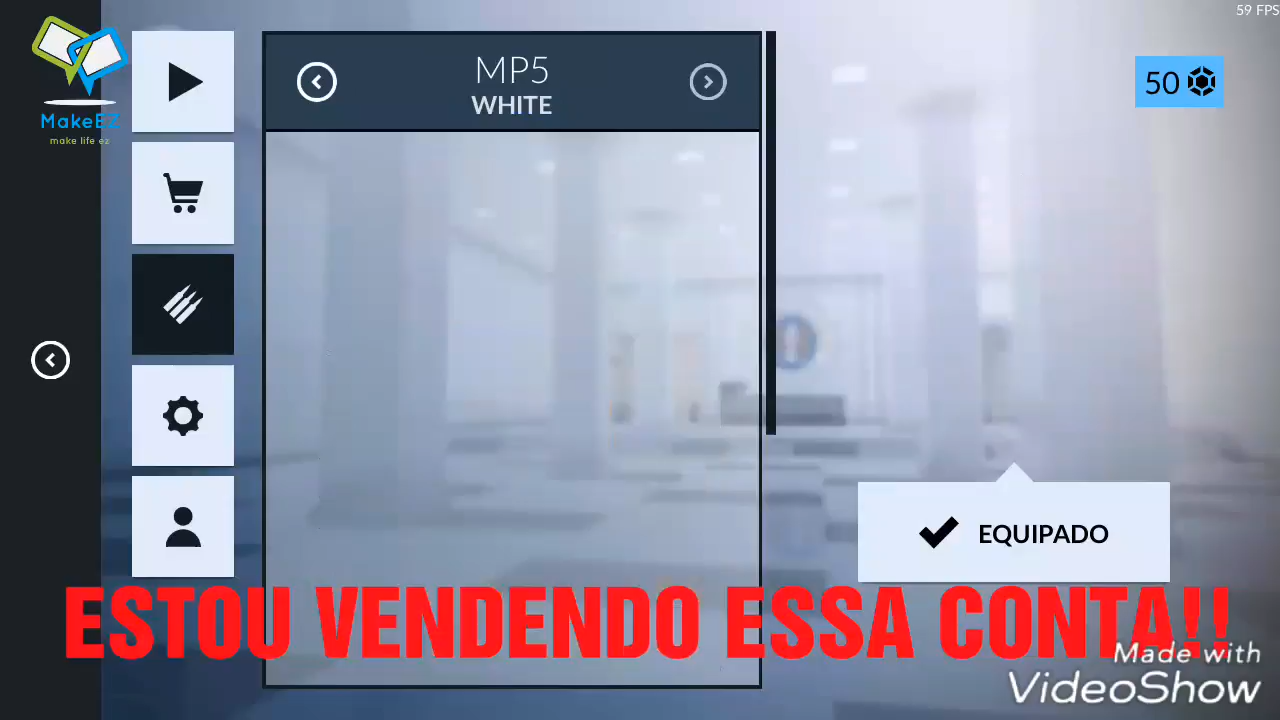 59 FPS
MP5
WHITE
50
MakeEZ
make life ez
EQUIPADO
ESTOU VENDENDO ESSA CONTA!!
Made with
VideoShow